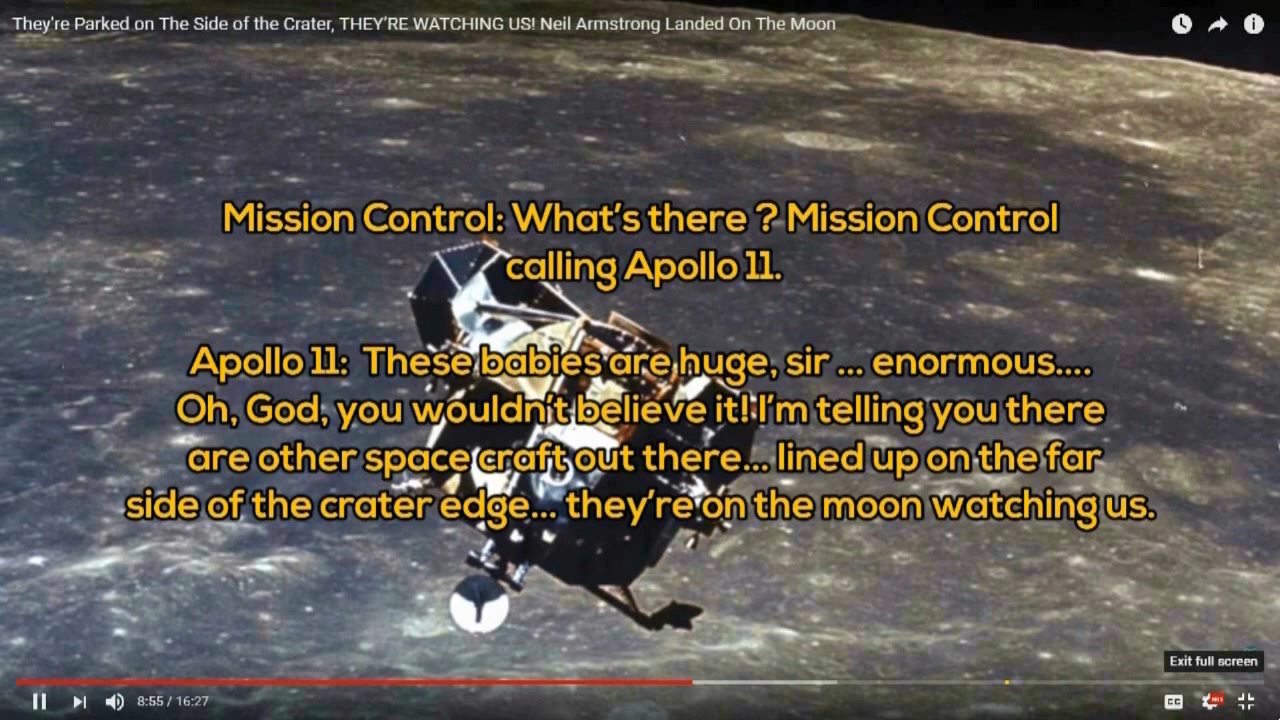 They're Parked on The Side of the Crater, THEY'RE WATCHING US! Neil Armstrong Landed On The Moon
Mission Control: What's there ? Mission Control
calling Apollo 11.
Apollo 11: These babies are huge, sir ... enormous....
Oh, God, you wouldn't believe it! I'm telling you there
are other space craft out there... lined up on the far
side of the crater edge... they're on the moon watching us.
Exit full screen
8:55 / 16:27
CC